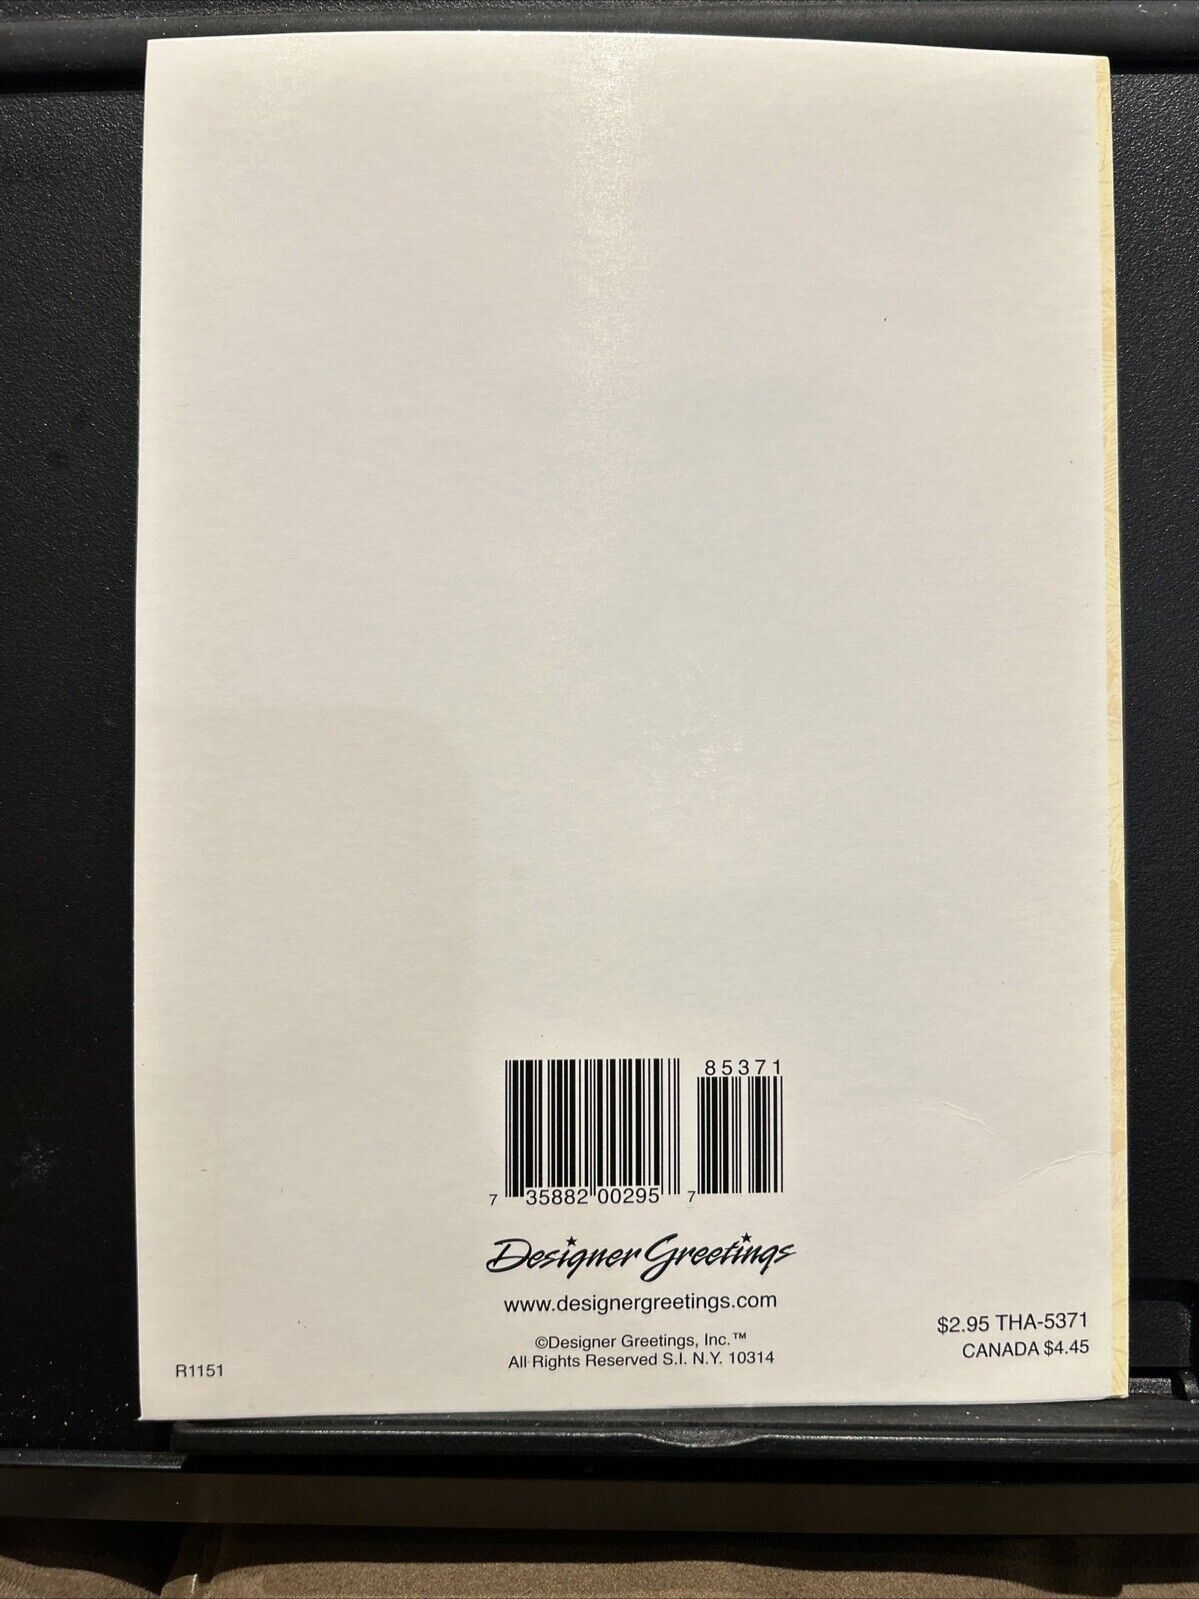 85371
7 35882 00295 7
Designer Greetings
www.designergreetings.com
©Designer Greetings, Inc.™
All Rights Reserved S.I. N.Y. 10314
$2.95 THA-5371
CANADA $4.45
R1151